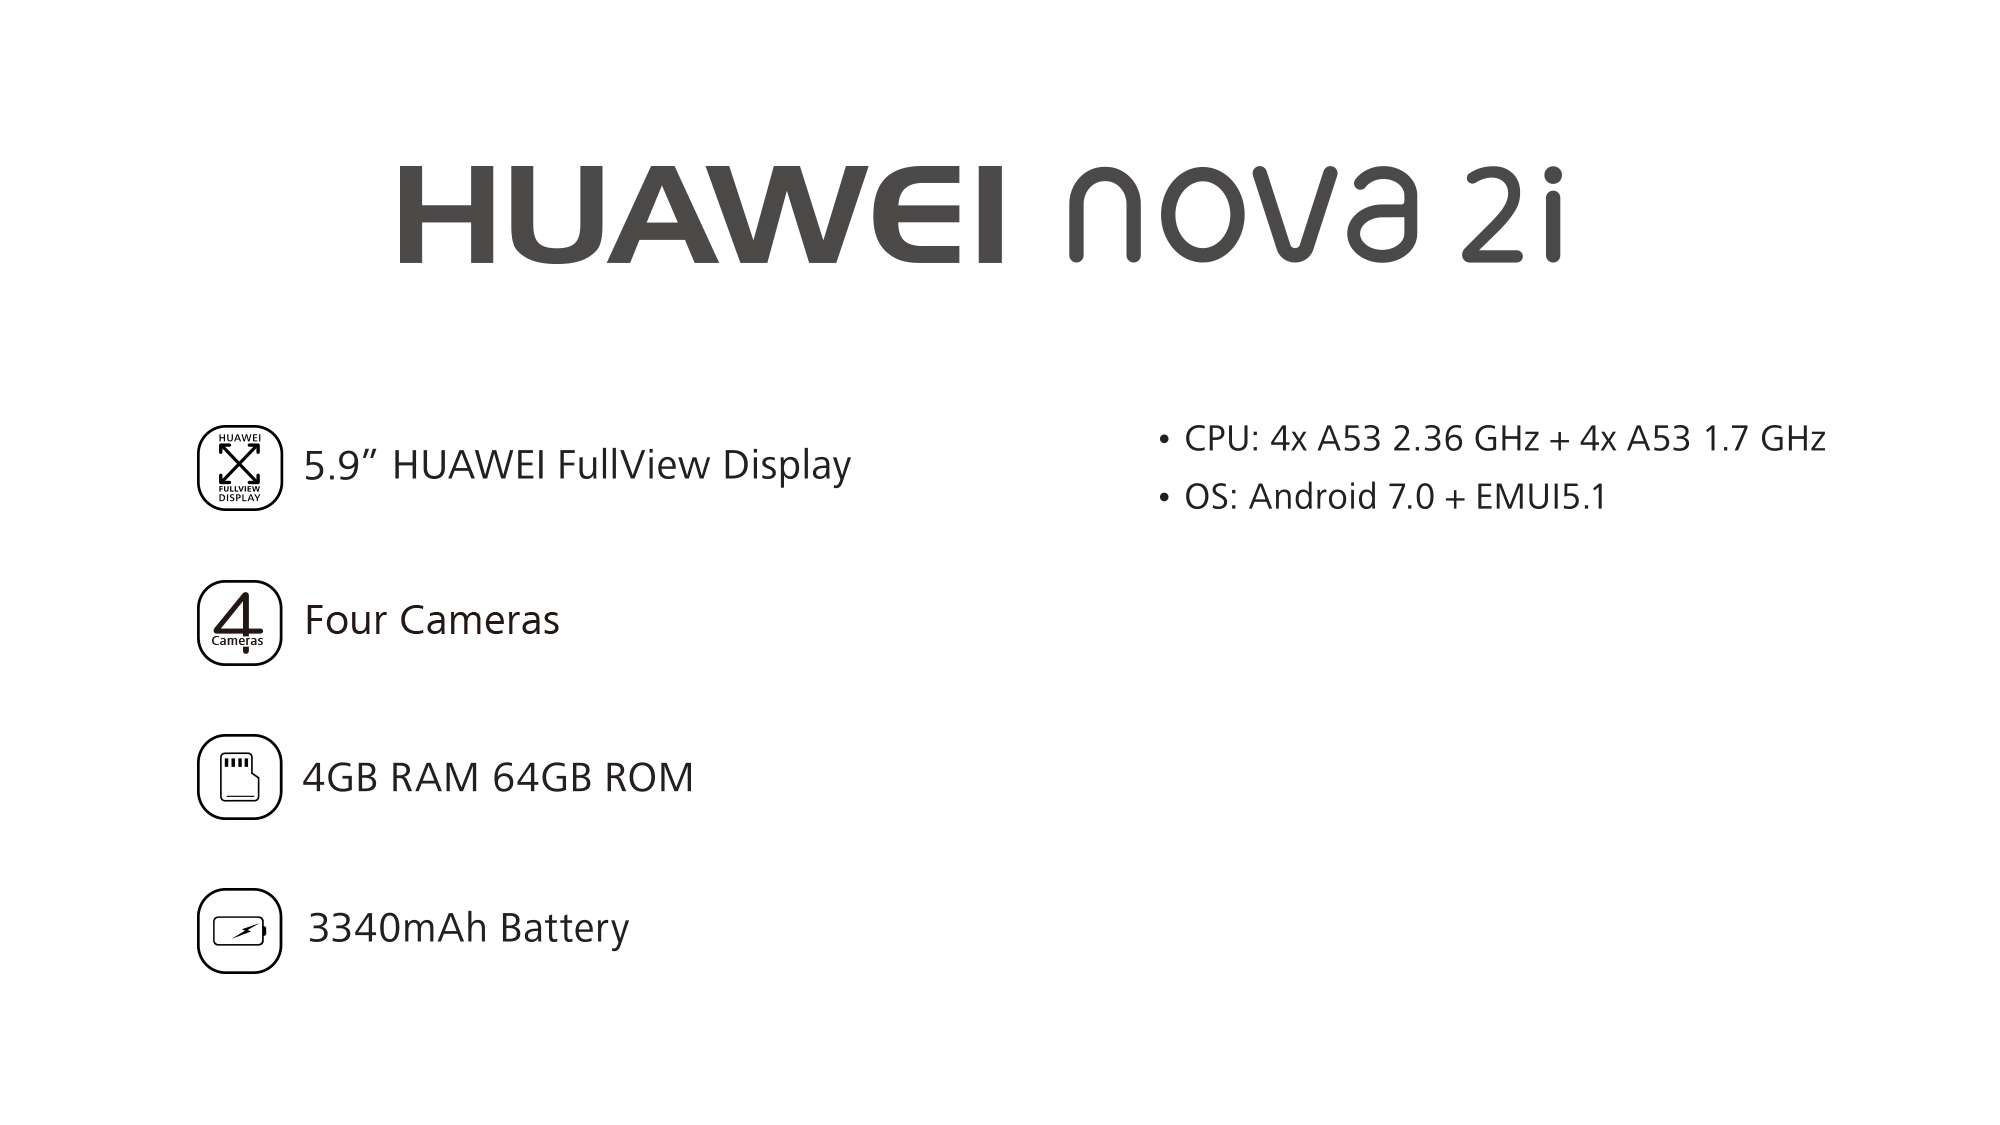 HUAWEI nova 2i
HUAWEI
FULLVIEW
DISPLAY
5.9” HUAWEI FullView Display
4
Cameras
Four Cameras
4GB RAM 64GB ROM
3340mAh Battery
• CPU: 4x A53 2.36 GHz + 4x A53 1.7 GHz
• OS: Android 7.0 + EMUI5.1